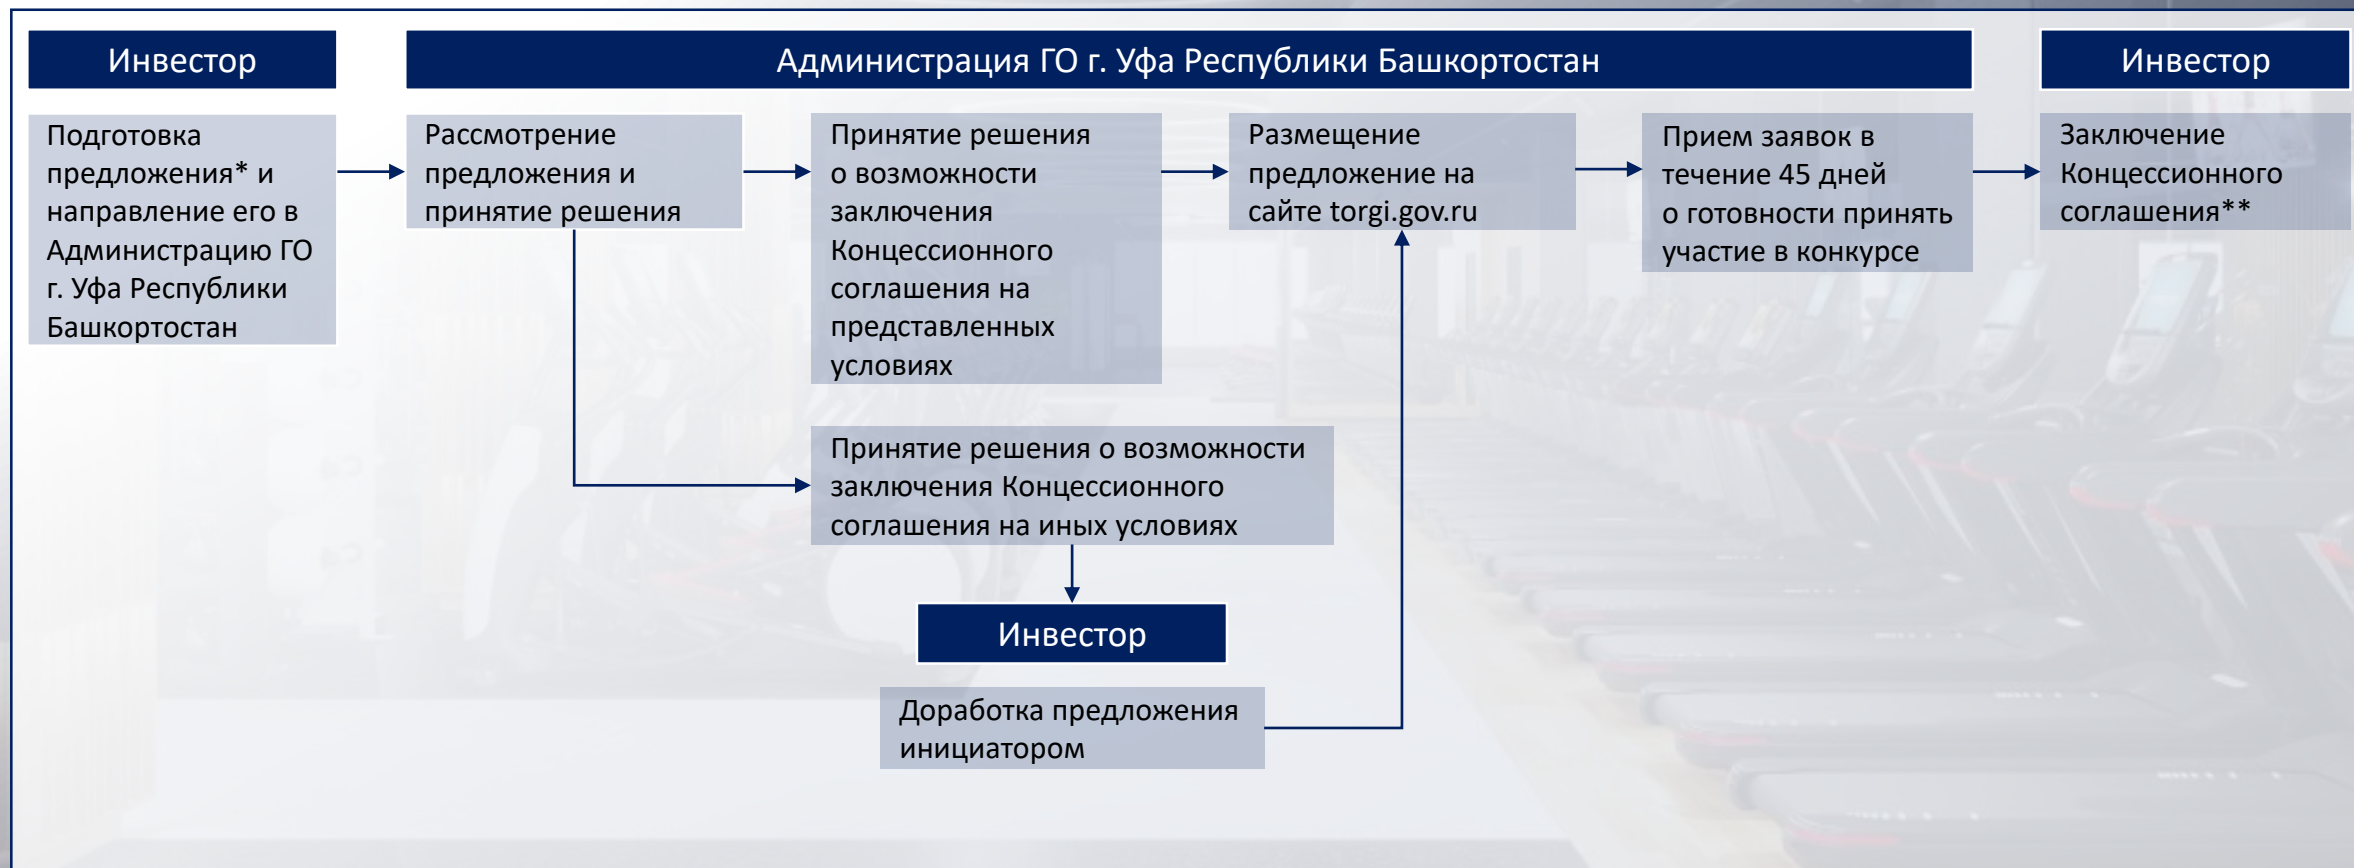 Инвестор
Администрация ГО г. Уфа Республики Башкортостан
Инвестор
Подготовка
предложения* и
направление его в
Администрацию ГО
г. Уфа Республики
Башкортостан
Рассмотрение
предложения и
принятие решения
Принятие решения
о возможности
заключения
Концессионного
соглашения на
представленных
условиях
Размещение
предложение на
сайте torgi.gov.ru
Прием заявок в
течение 45 дней
о готовности принять
участие в конкурсе
Заключение
Концессионного
соглашения**
Принятие решения о возможности
заключения Концессионного
соглашения на иных условиях
Инвестор
Доработка предложения
инициатором